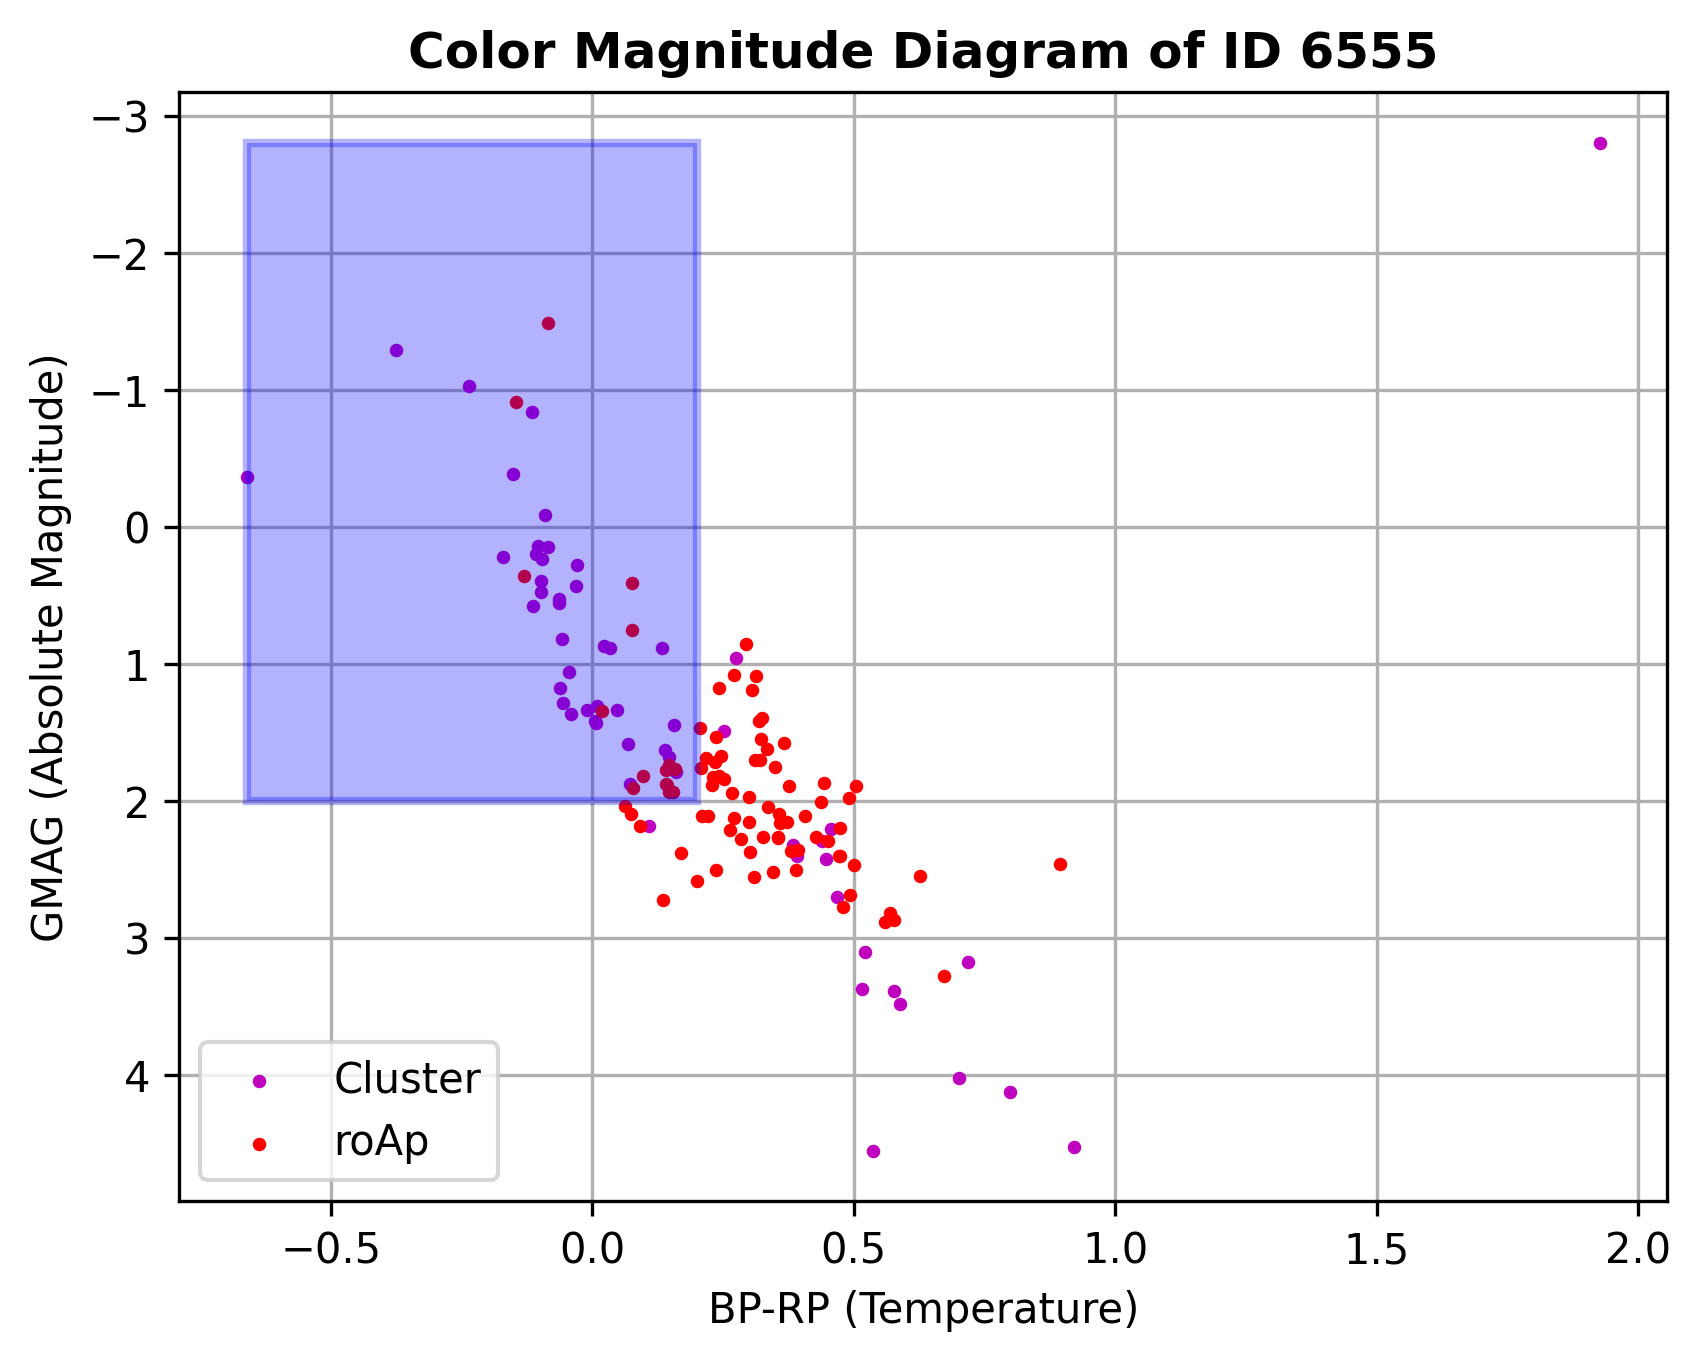 Color Magnitude Diagram of ID 6555
−3
−2
−1
0
1
2
3
4
GMAG (Absolute Magnitude)
Cluster
roAp
−0.5 0.0 0.5 1.0 1.5 2.0
BP-RP (Temperature)